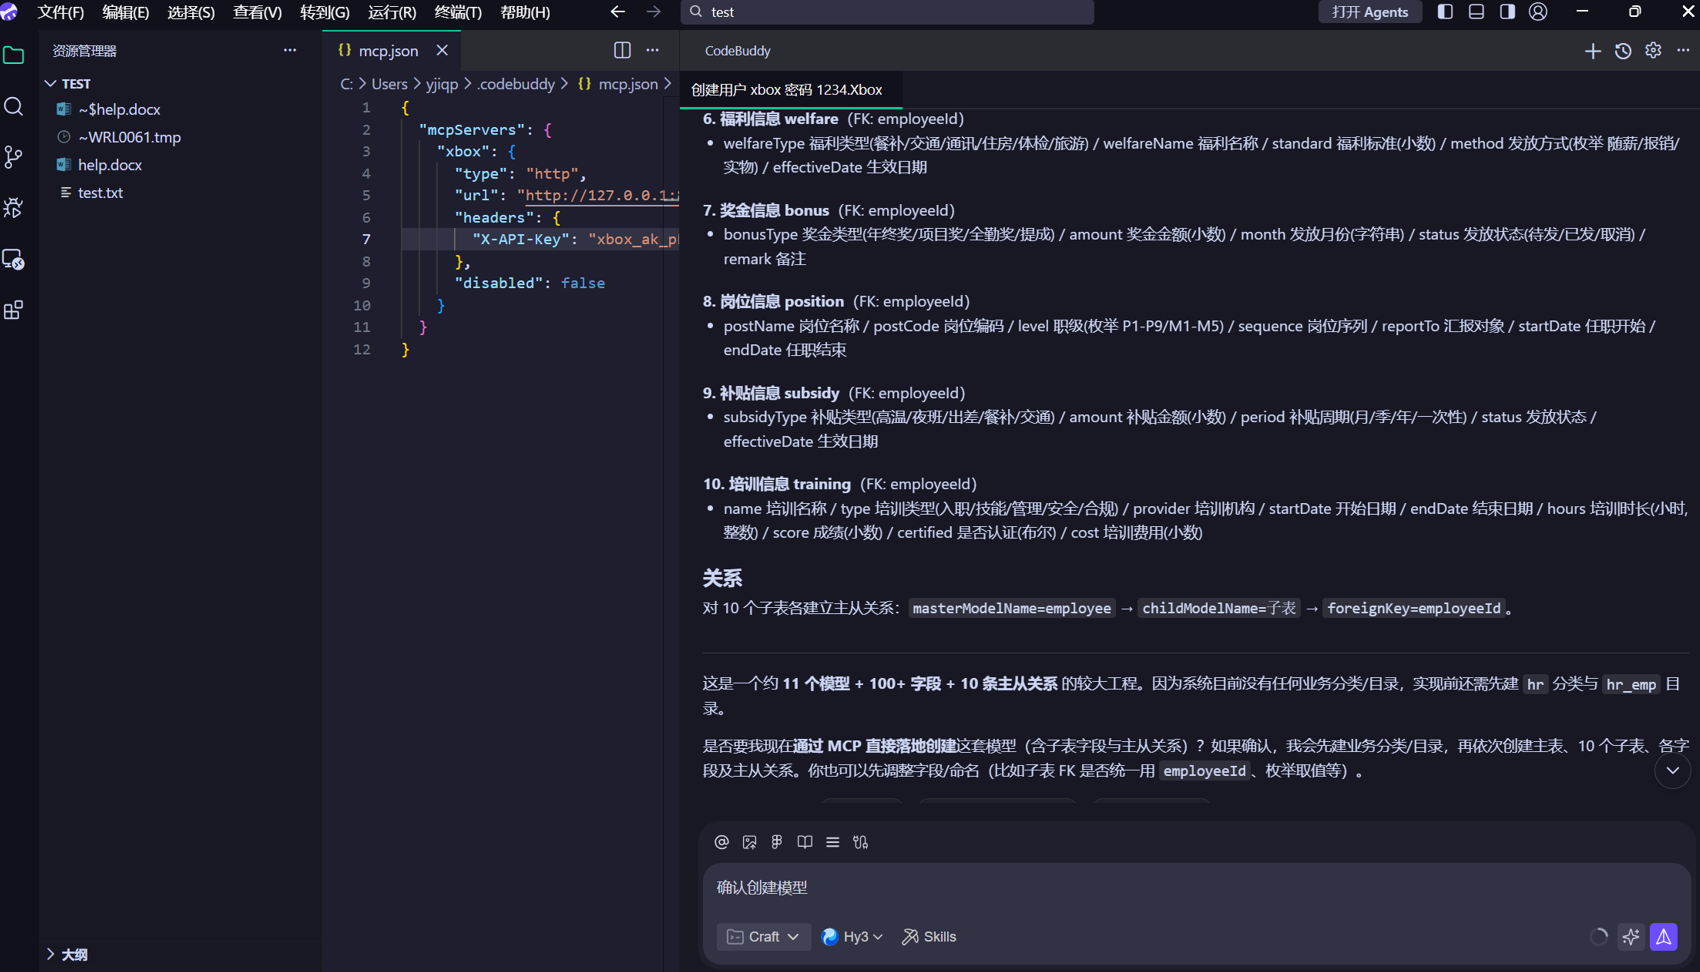 文件(F) 编辑(E) 选择(S) 查看(V) 转到(G) 运行(R) 终端(T) 帮助(H)
test
打开 Agents
资源管理器
TEST
~$help.docx
~WRL0061.tmp
help.docx
test.txt
大纲
{} mcp.json
C: > Users > yjiqp > .codebuddy > {} mcp.json >
1 {
2 "mcpServers": {
3 "xbox": {
4 "type": "http",
5 "url": "http://127.0.0.1:
6 "headers": {
7 "X-API-Key": "xbox_ak_p
8 },
9 "disabled": false
10 }
11 }
12 }
CodeBuddy
创建用户 xbox 密码 1234.Xbox
6. 福利信息 welfare（FK: employeeId）
• welfareType 福利类型(餐补/交通/通讯/住房/体检/旅游) / welfareName 福利名称 / standard 福利标准(小数) / method 发放方式(枚举 随薪/报销/
实物) / effectiveDate 生效日期
7. 奖金信息 bonus（FK: employeeId）
• bonusType 奖金类型(年终奖/项目奖/全勤奖/提成) / amount 奖金金额(小数) / month 发放月份(字符串) / status 发放状态(待发/已发/取消) /
remark 备注
8. 岗位信息 position（FK: employeeId）
• postName 岗位名称 / postCode 岗位编码 / level 职级(枚举 P1-P9/M1-M5) / sequence 岗位序列 / reportTo 汇报对象 / startDate 任职开始 /
endDate 任职结束
9. 补贴信息 subsidy（FK: employeeId）
• subsidyType 补贴类型(高温/夜班/出差/餐补/交通) / amount 补贴金额(小数) / period 补贴周期(月/季/年/一次性) / status 发放状态 /
effectiveDate 生效日期
10. 培训信息 training（FK: employeeId）
• name 培训名称 / type 培训类型(入职/技能/管理/安全/合规) / provider 培训机构 / startDate 开始日期 / endDate 结束日期 / hours 培训时长(小时,
整数) / score 成绩(小数) / certified 是否认证(布尔) / cost 培训费用(小数)
关系
对 10 个子表各建立主从关系： masterModelName=employee → childModelName=子表 → foreignKey=employeeId 。
这是一个约 11 个模型 + 100+ 字段 + 10 条主从关系 的较大工程。因为系统目前没有任何业务分类/目录，实现前还需先建 hr 分类与 hr_emp 目
录。
是否要我现在通过 MCP 直接落地创建这套模型（含子表字段与主从关系）？如果确认，我会先建业务分类/目录，再依次创建主表、10 个子表、各字
段及主从关系。你也可以先调整字段/命名（比如子表 FK 是否统一用 employeeId、枚举取值等）。
确认创建模型
Craft
Hy3
Skills